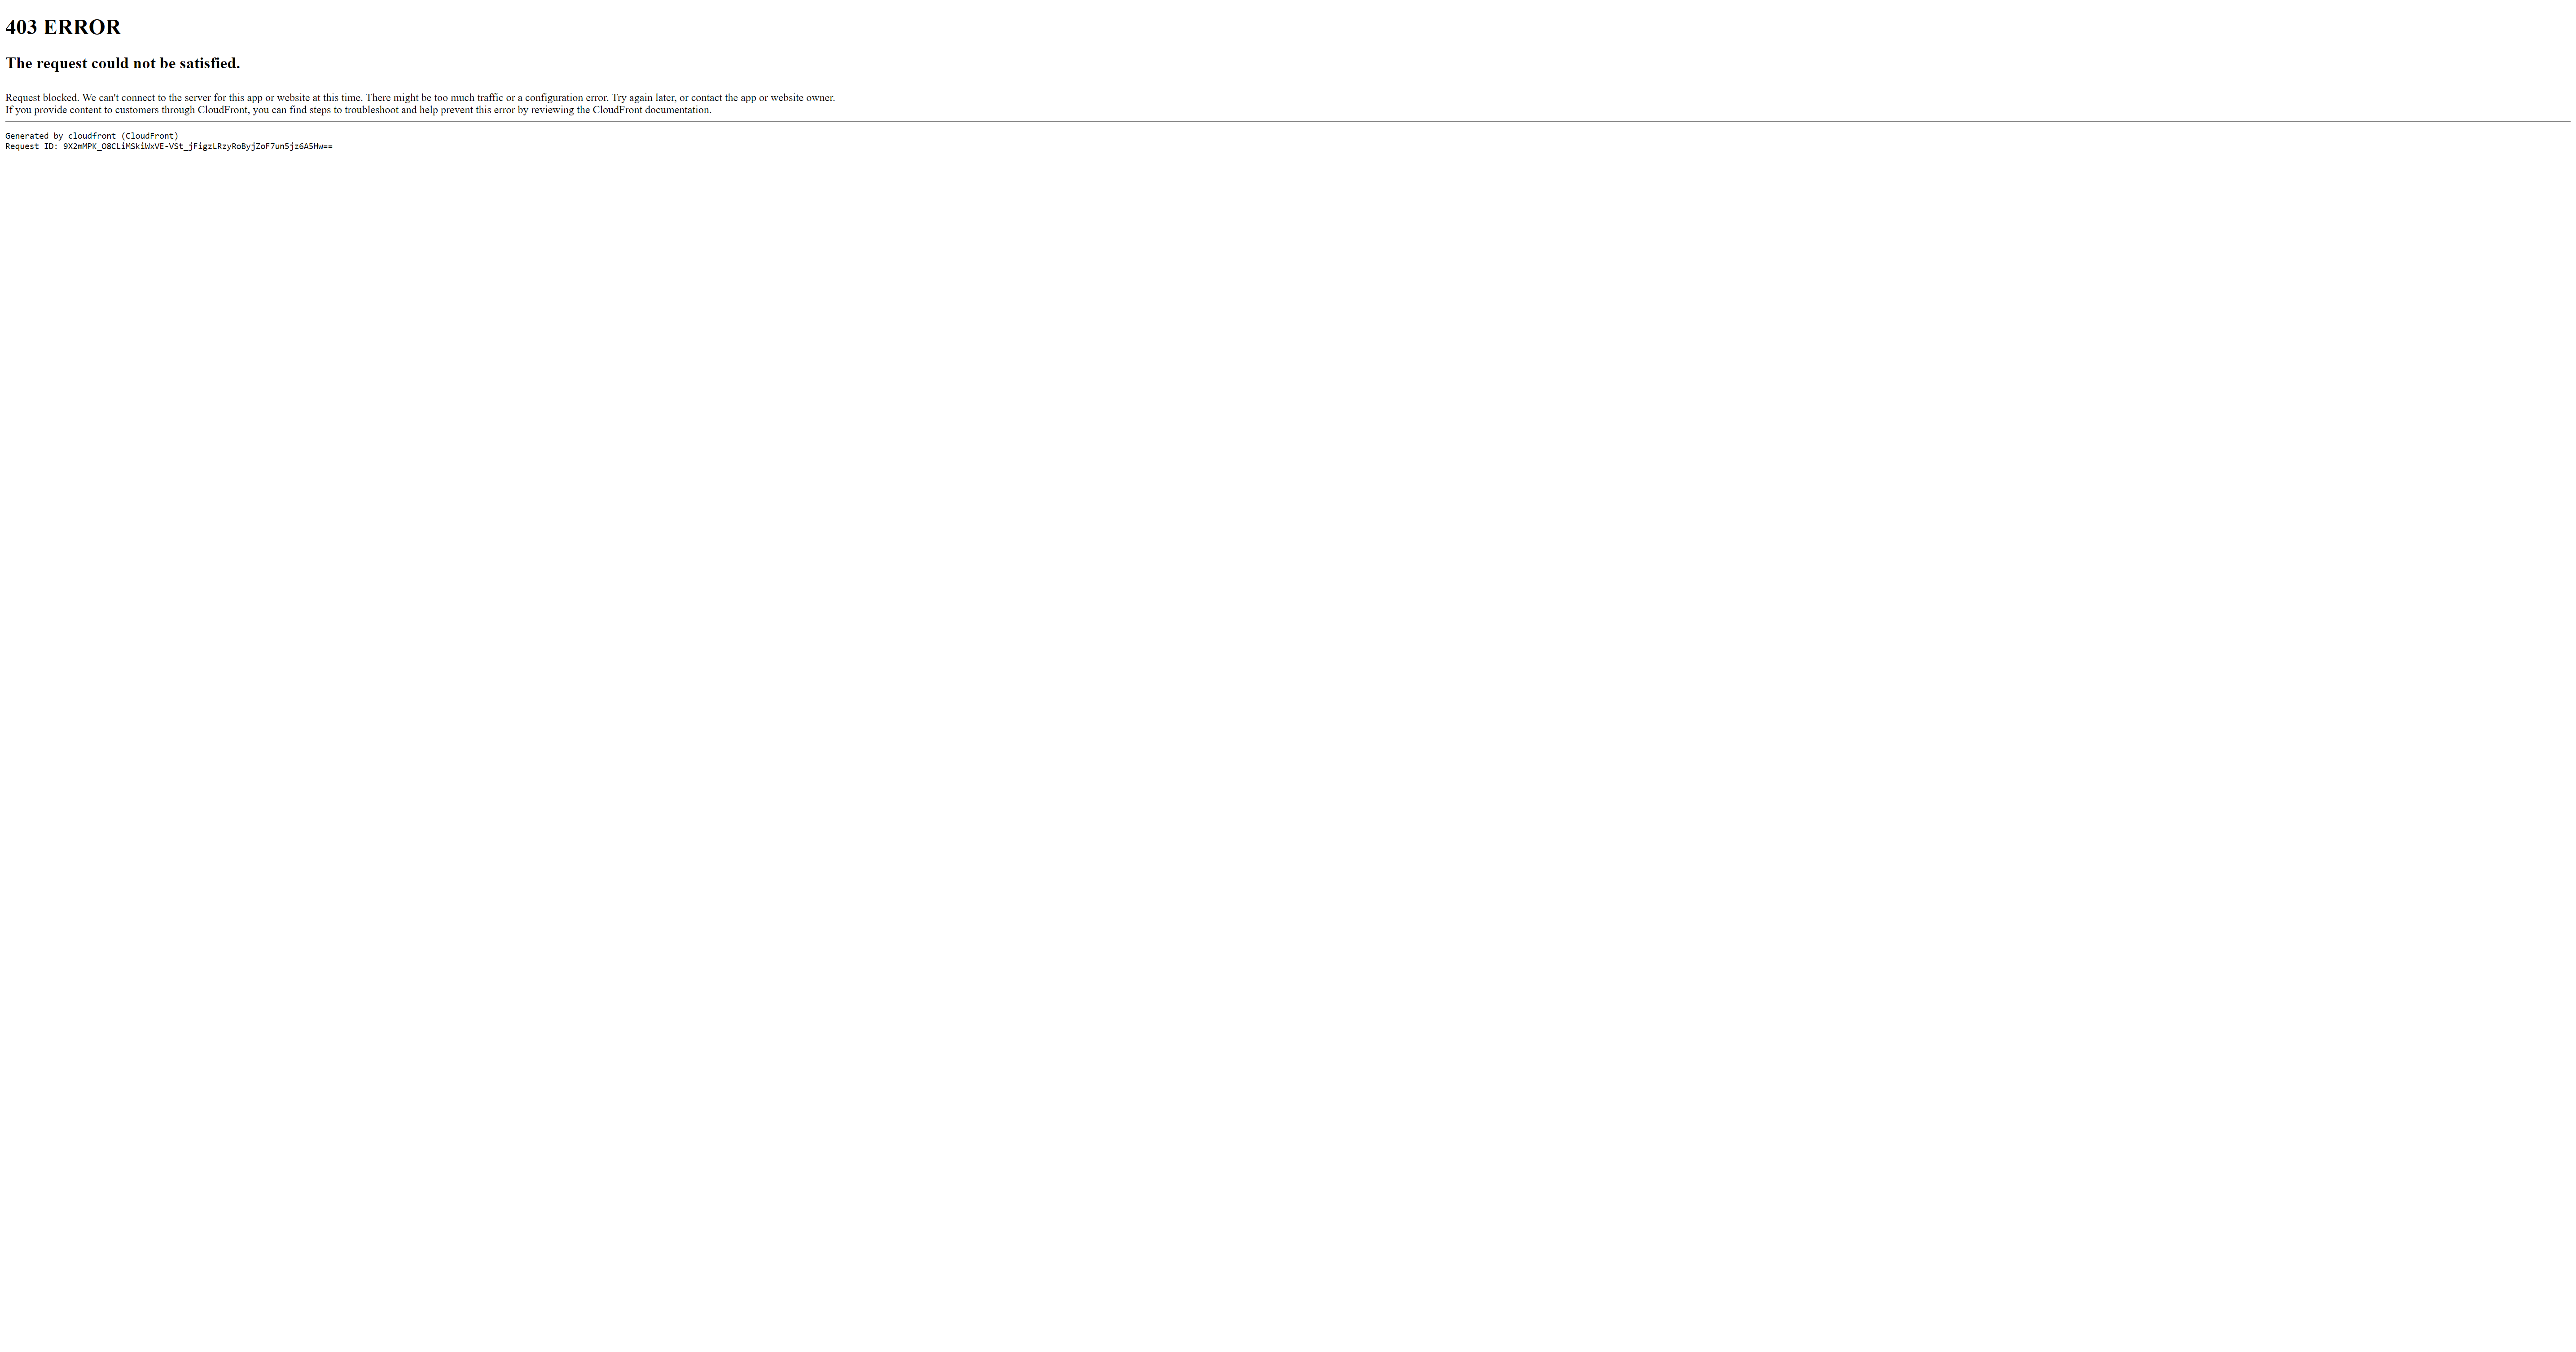 403 ERROR
The request could not be satisfied.
Request blocked. We can't connect to the server for this app or website at this time. There might be too much traffic or a configuration error. Try again later, or contact the app or website owner.
If you provide content to customers through CloudFront, you can find steps to troubleshoot and help prevent this error by reviewing the CloudFront documentation.
Generated by cloudfront (CloudFront)
Request ID: 9X2mMPK_O8CLiMSkiWxVE-VSt_jFigzLRzyRoByjZoF7un5jz6A5Hw==